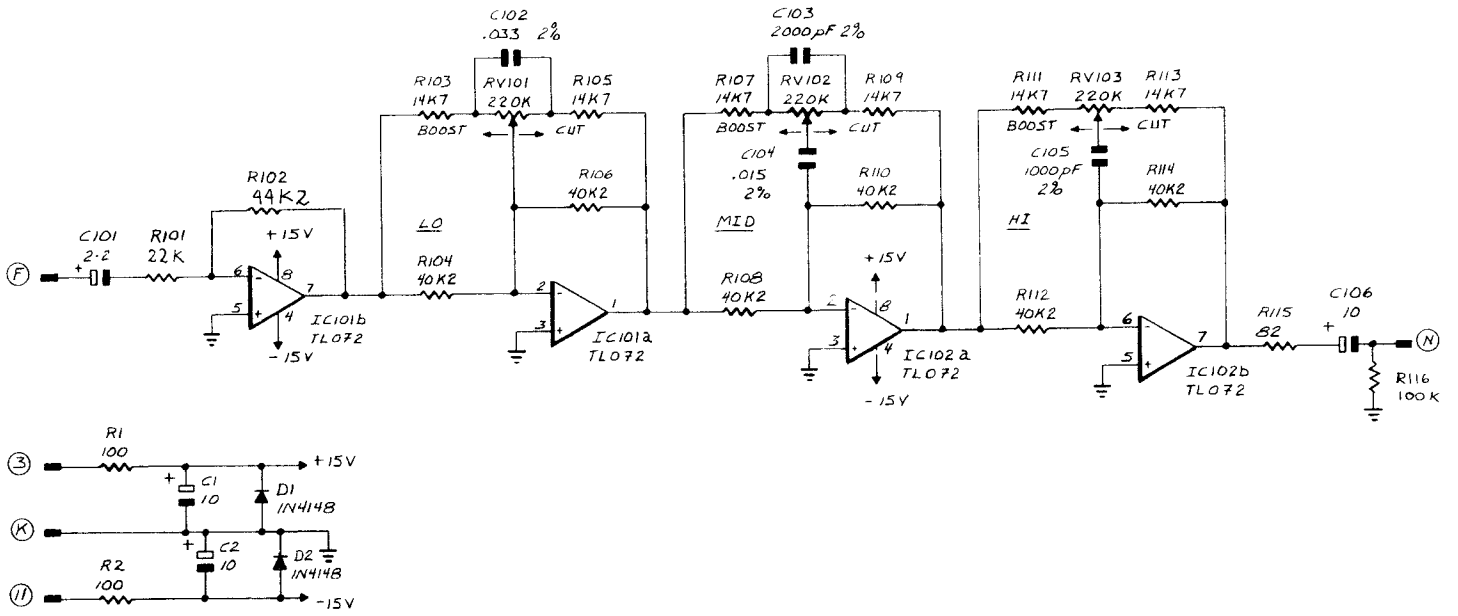 C102
.033 2%
R103
14K7
RV101
220K
R105
14K7
BOOST
CUT
R106
40K2
LO
R104
40K2
R102
44K2
C101
+
2.2
R101
22K
F
+15V
6
-
8
7
5
+
4
-15V
IC101b
TL072
2
-
1
3
+
IC101a
TL072
C103
2000pF 2%
R107
14K7
RV102
220K
R109
14K7
BOOST
CUT
C104
.015
2%
R110
40K2
MID
R108
40K2
+15V
2
-
8
1
3
+
4
-15V
IC102a
TL072
R111
14K7
RV103
220K
R113
14K7
BOOST
CUT
C105
1000pF
2%
R114
40K2
HI
R112
40K2
6
-
7
5
+
IC102b
TL072
R115
82
C106
10
+
N
R116
100K
3
R1
100
+15V
+
C1
10
D1
1N4148
K
+
C2
10
D2
1N4148
R2
100
11
-15V